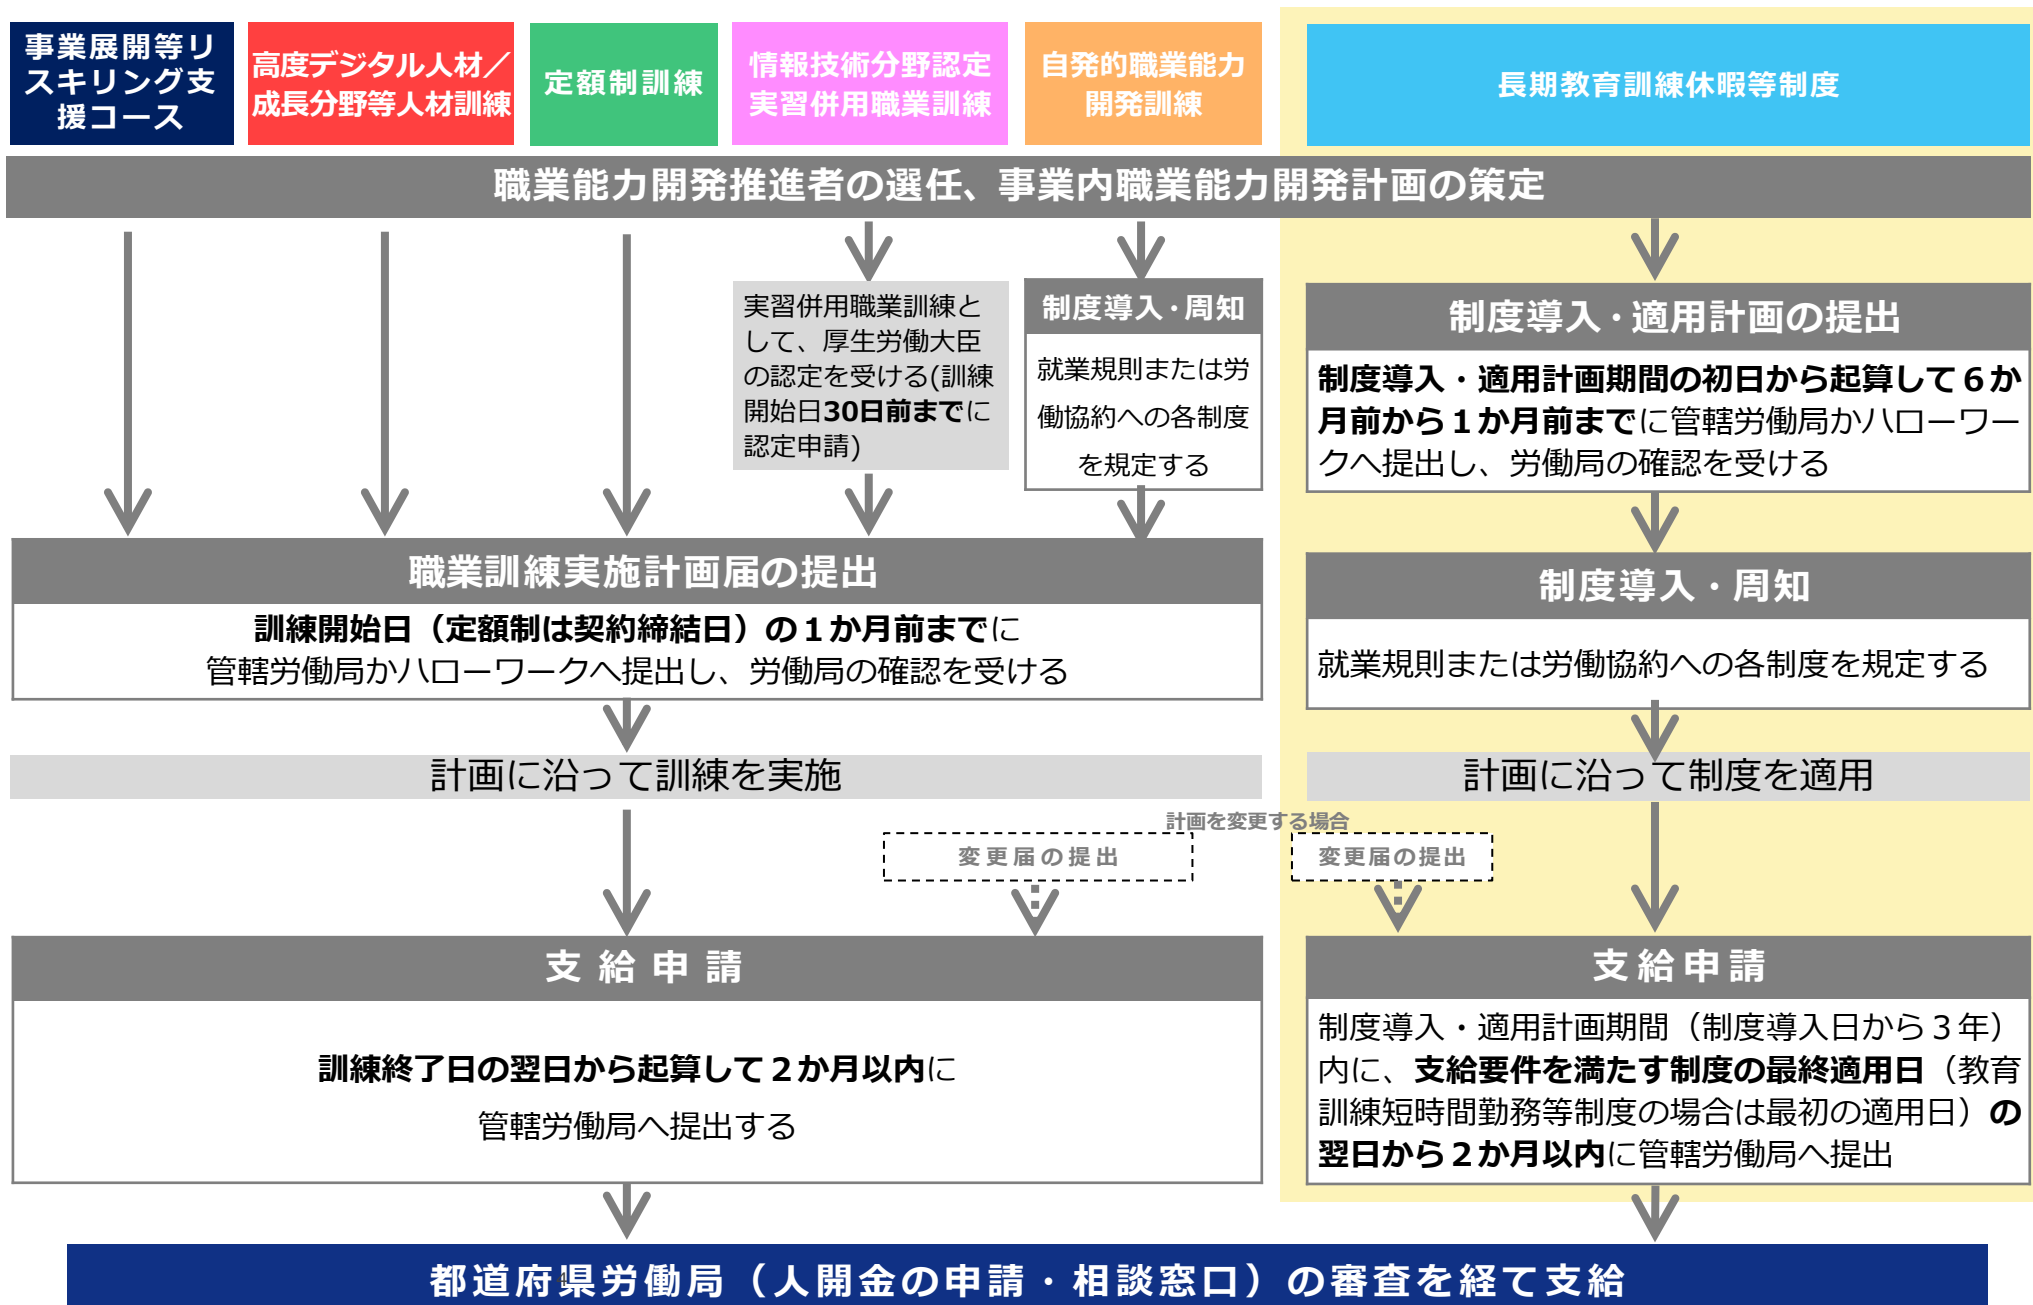 事業展開等リ
スキリング支
援コース
高度デジタル人材／
成長分野等人材訓練
定額制訓練
情報技術分野認定
実習併用職業訓練
自発的職業能力
開発訓練
長期教育訓練休暇等制度
職業能力開発推進者の選任、事業内職業能力開発計画の策定
実習併用職業訓練と
して、厚生労働大臣
の認定を受ける(訓練
開始日30日前までに
認定申請)
制度導入・周知
就業規則または労
働協約への各制度
を規定する
制度導入・適用計画の提出
制度導入・適用計画期間の初日から起算して６か
月前から１か月前までに管轄労働局かハローワー
クへ提出し、労働局の確認を受ける
職業訓練実施計画届の提出
訓練開始日（定額制は契約締結日）の１か月前までに
管轄労働局かハローワークへ提出し、労働局の確認を受ける
制度導入・周知
就業規則または労働協約への各制度を規定する
計画に沿って訓練を実施
計画に沿って制度を適用
計画を変更する場合
変更届の提出
変更届の提出
支給申請
訓練終了日の翌日から起算して２か月以内に
管轄労働局へ提出する
支給申請
制度導入・適用計画期間（制度導入日から３年）
内に、支給要件を満たす制度の最終適用日（教育
訓練短時間勤務等制度の場合は最初の適用日）の
翌日から２か月以内に管轄労働局へ提出
都道府県労働局（人開金の申請・相談窓口）の審査を経て支給
4